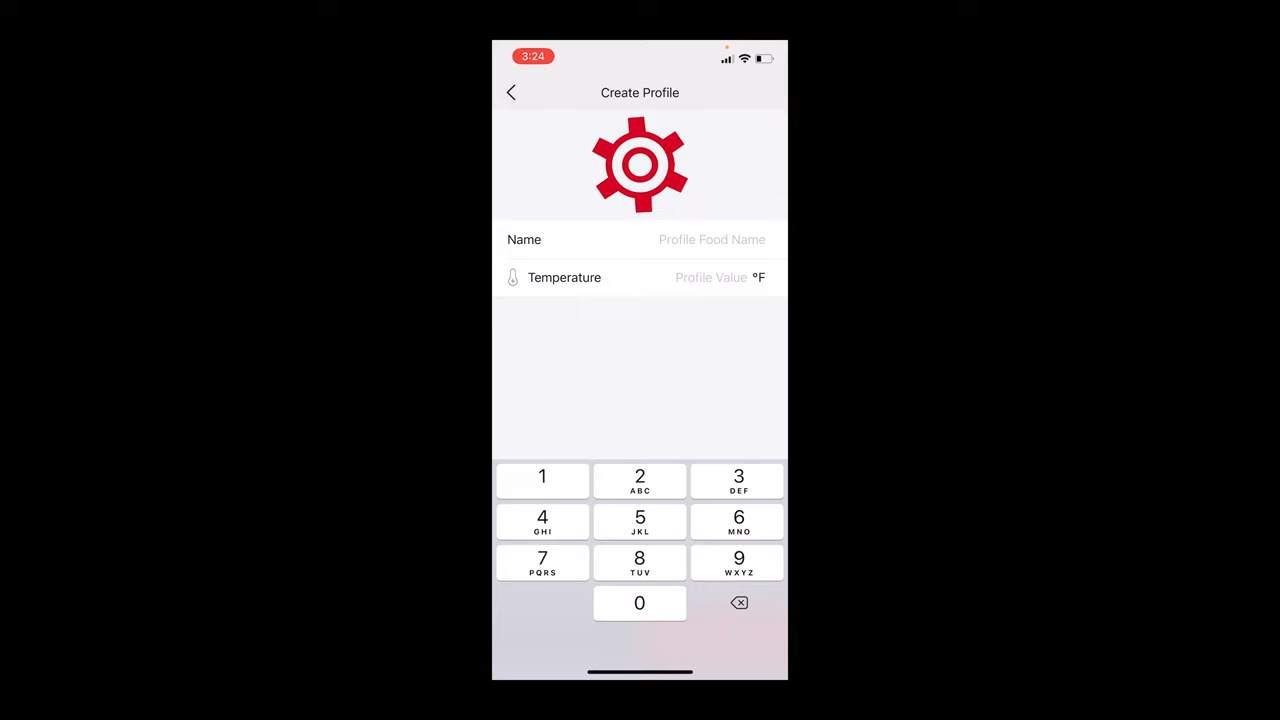 3:24
Create Profile
Name Profile Food Name
Temperature Profile Value °F
1 2 3
ABC DEF
4 5 6
GHI JKL MNO
7 8 9
PQRS TUV WXYZ
0